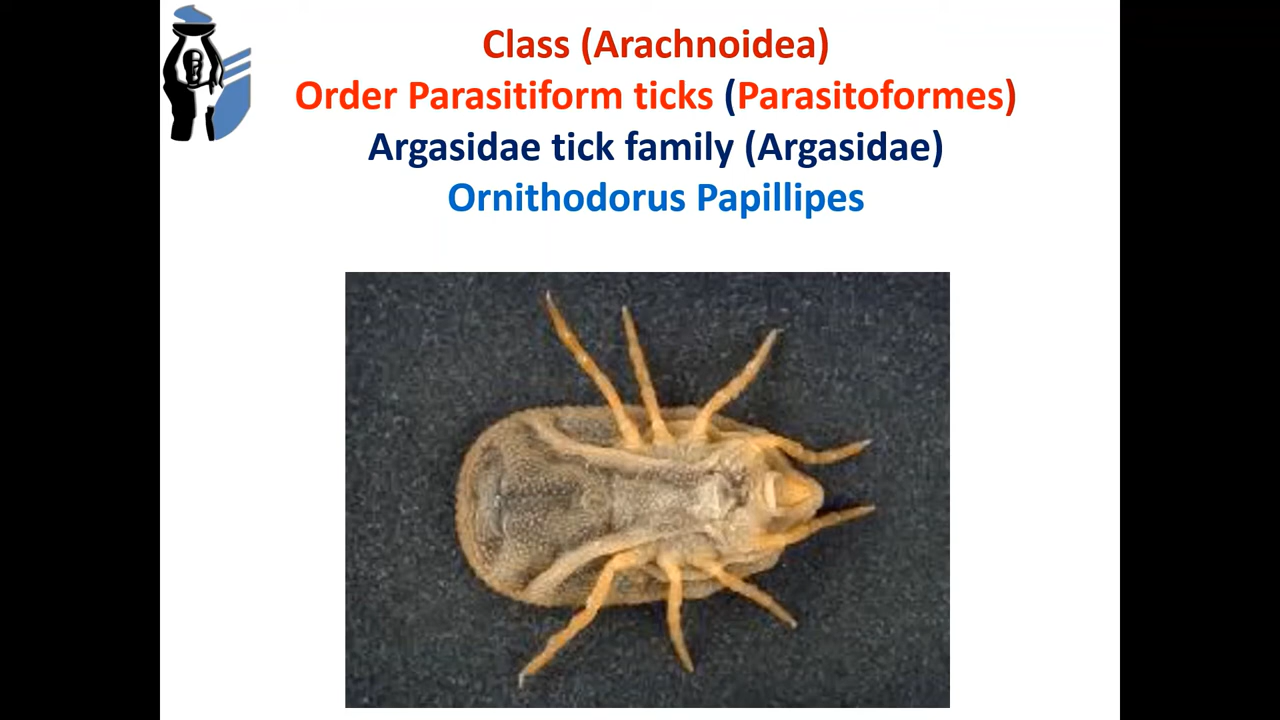 Class (Arachnoidea)
Order Parasitiform ticks (Parasitoformes)
Argasidae tick family (Argasidae)
Ornithodorus Papillipes